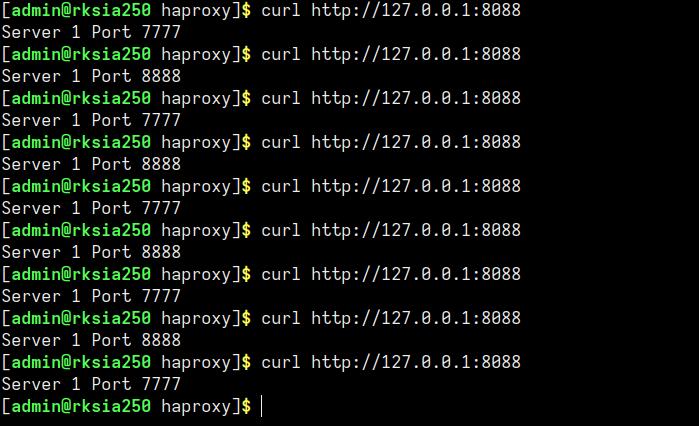 [admin@rksia250 haproxy]$ curl http://127.0.0.1:8088
Server 1 Port 7777
[admin@rksia250 haproxy]$ curl http://127.0.0.1:8088
Server 1 Port 8888
[admin@rksia250 haproxy]$ curl http://127.0.0.1:8088
Server 1 Port 7777
[admin@rksia250 haproxy]$ curl http://127.0.0.1:8088
Server 1 Port 8888
[admin@rksia250 haproxy]$ curl http://127.0.0.1:8088
Server 1 Port 7777
[admin@rksia250 haproxy]$ curl http://127.0.0.1:8088
Server 1 Port 8888
[admin@rksia250 haproxy]$ curl http://127.0.0.1:8088
Server 1 Port 7777
[admin@rksia250 haproxy]$ curl http://127.0.0.1:8088
Server 1 Port 8888
[admin@rksia250 haproxy]$ curl http://127.0.0.1:8088
Server 1 Port 7777
[admin@rksia250 haproxy]$